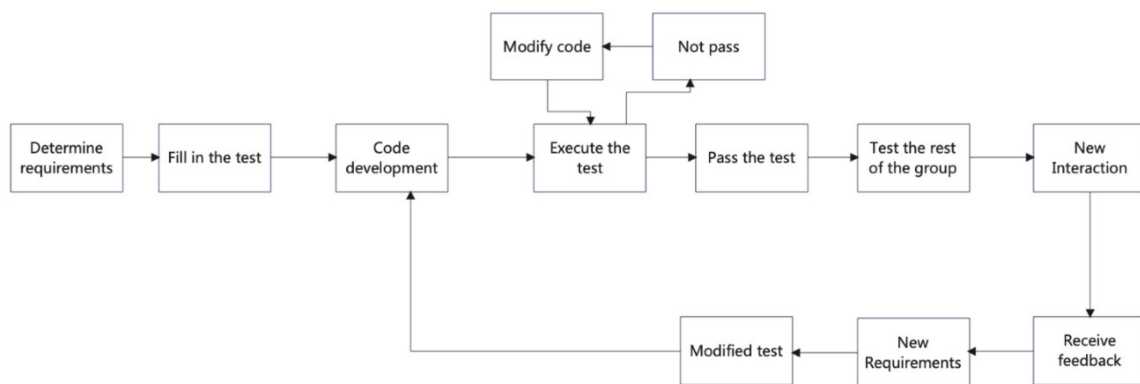 Modify code
Not pass
Determine
requirements
Fill in the test
Code
development
Execute the
test
Pass the test
Test the rest
of the group
New
Interaction
Modified test
New
Requirements
Receive
feedback